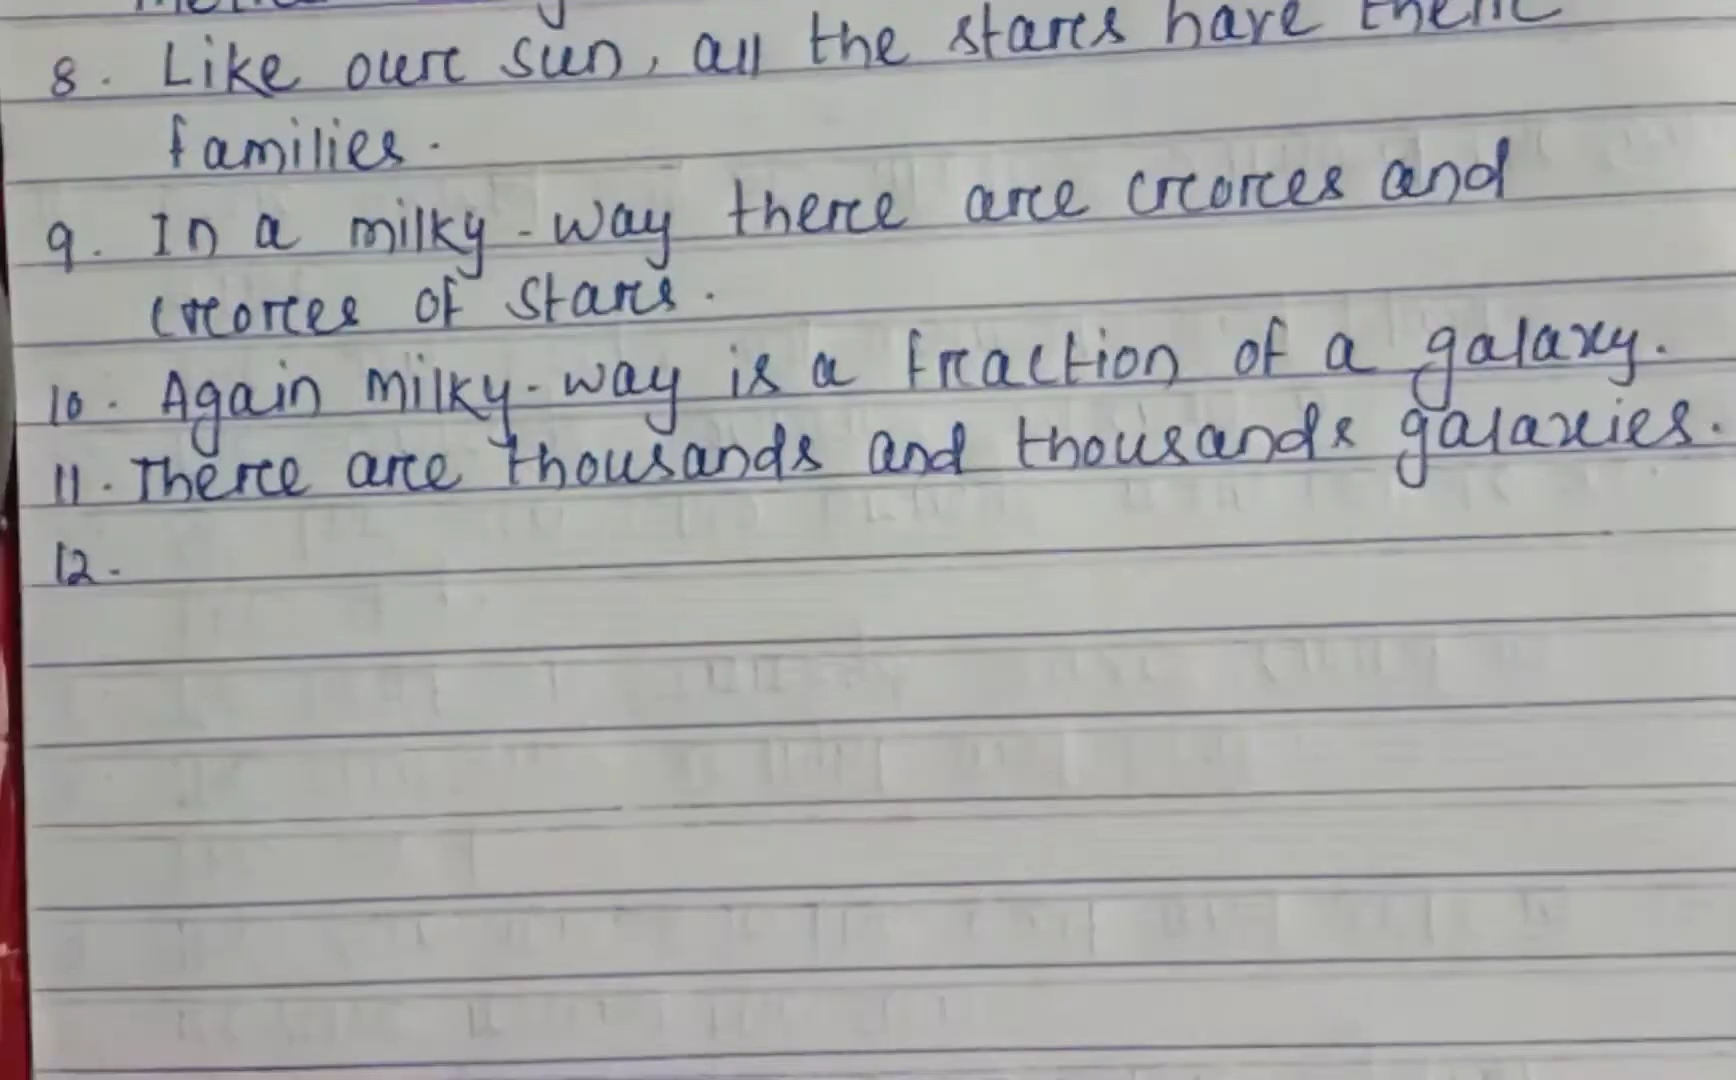 8. Like our sun, all the stars have their
families.
9. In a milky-way there are crores and
crores of stars.
10. Again milky-way is a fraction of a galaxy.
11. There are thousands and thousands galaxies.
12.